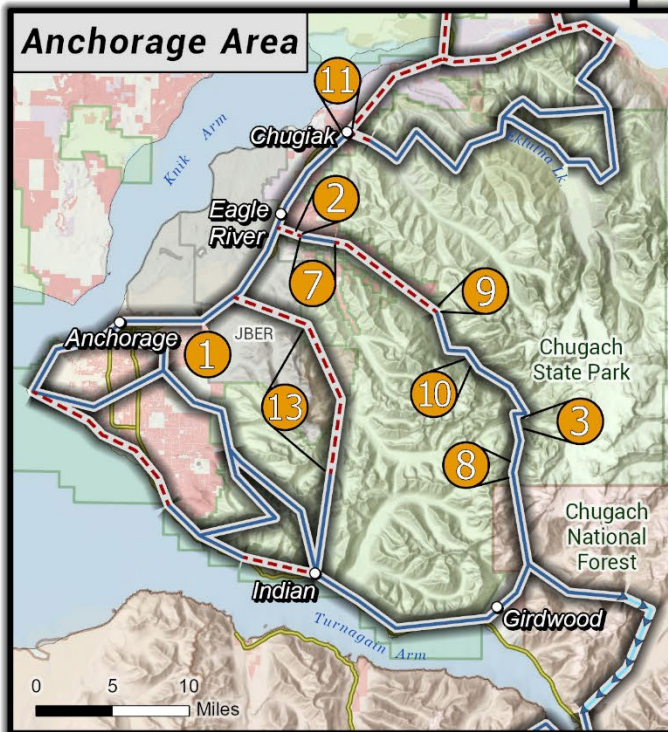 Anchorage Area
11
Chugiak
Knik Arm
Eklutna Lk
Eagle
River
2
7
9
Anchorage
1
JBER
13
10
Chugach
State Park
3
8
Chugach
National
Forest
Indian
Girdwood
Turnagain Arm
0 5 10
Miles